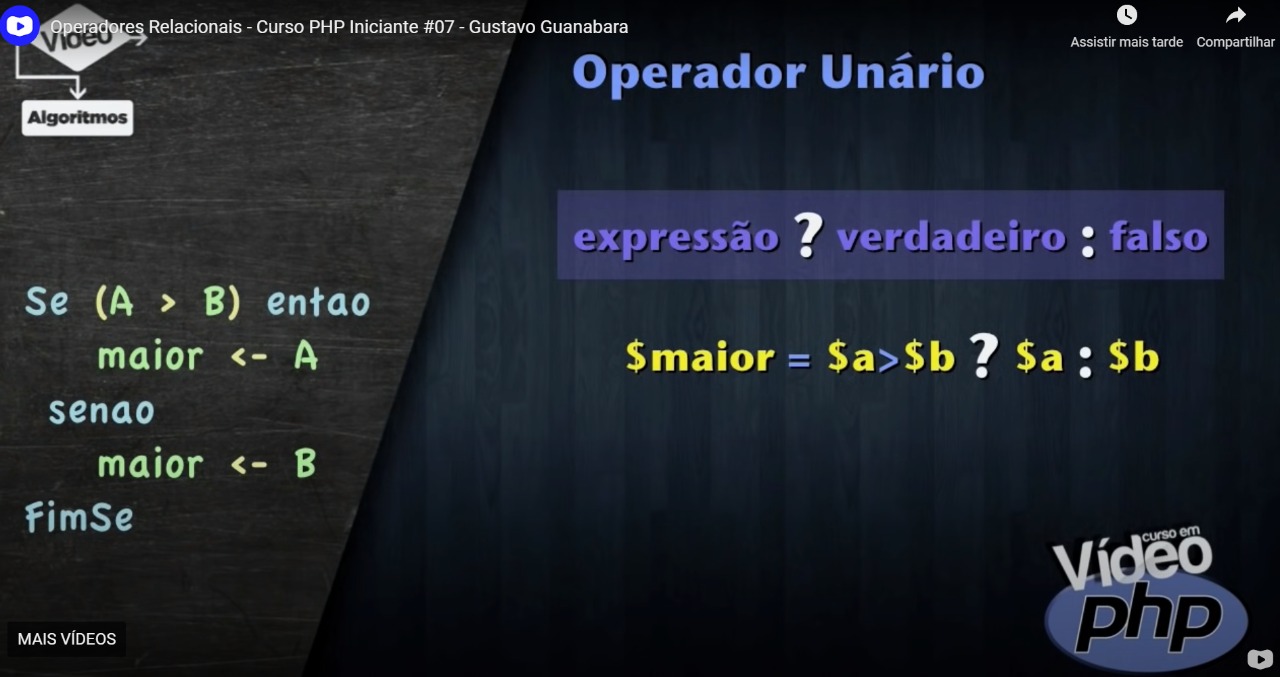 Operadores Relacionais - Curso PHP Iniciante #07 - Gustavo Guanabara
Assistir mais tarde
Compartilhar
Vídeo
Algoritmos
Operador Unário
expressão ? verdadeiro : falso
Se (A > B) entao
maior <- A
senao
maior <- B
FimSe
$maior = $a>$b ? $a : $b
curso em
Vídeo
php
MAIS VÍDEOS